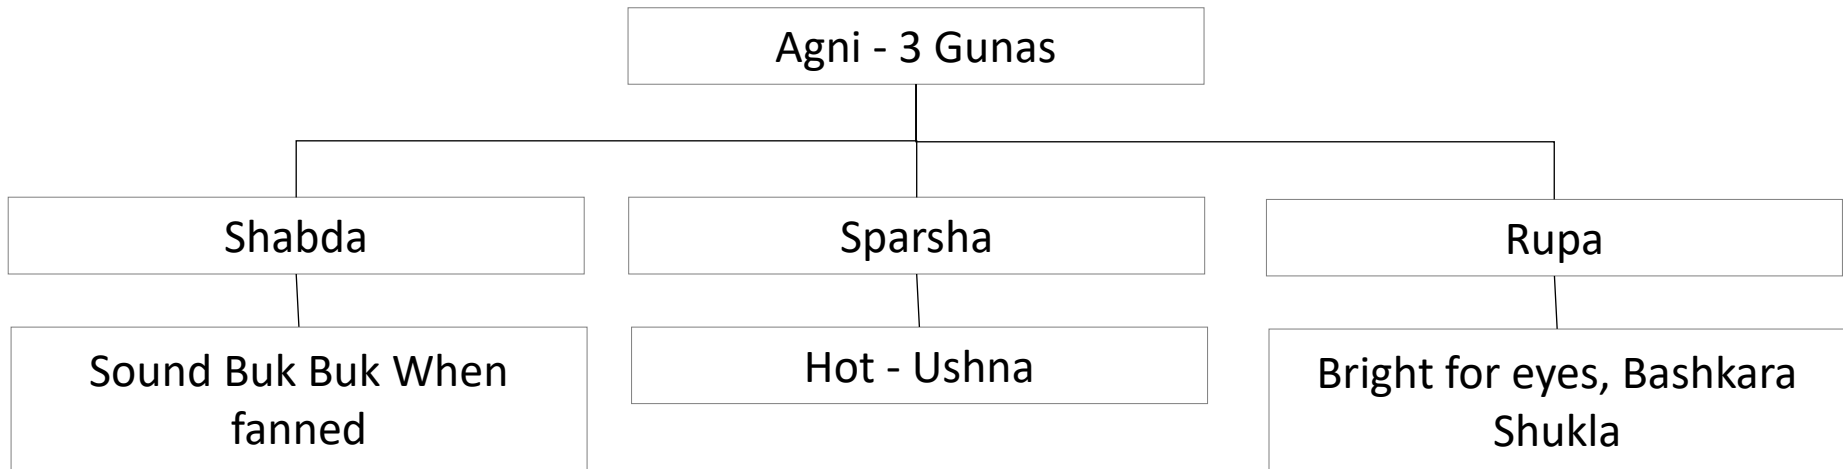 Agni - 3 Gunas
Shabda
Sparsha
Rupa
Sound Buk Buk When
fanned
Hot - Ushna
Bright for eyes, Bashkara
Shukla